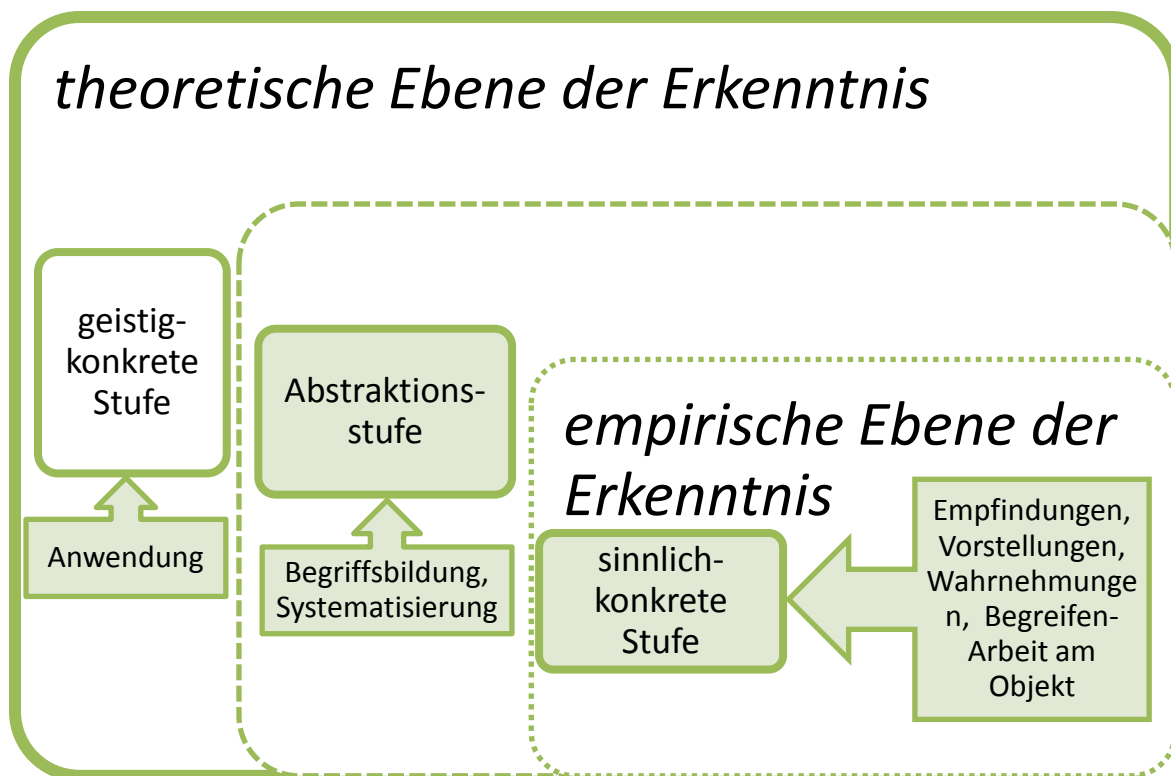 theoretische Ebene der Erkenntnis
geistig-
konkrete
Stufe
Anwendung
Abstraktions-
stufe
Begriffsbildung,
Systematisierung
empirische Ebene der
Erkenntnis
sinnlich-
konkrete
Stufe
Empfindungen,
Vorstellungen,
Wahrnehmunge
n,  Begreifen-
Arbeit am
Objekt